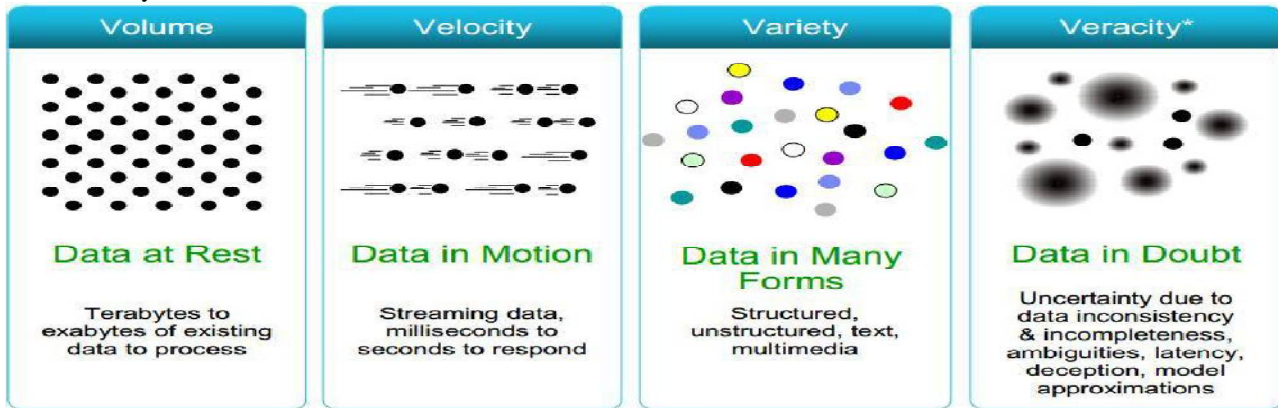 Volume
Data at Rest
Terabytes to
exabytes of existing
data to process
Velocity
Data in Motion
Streaming data,
milliseconds to
seconds to respond
Variety
Data in Many
Forms
Structured,
unstructured, text,
multimedia
Veracity*
Data in Doubt
Uncertainty due to
data inconsistency
& incompleteness,
ambiguities, latency,
deception, model
approximations